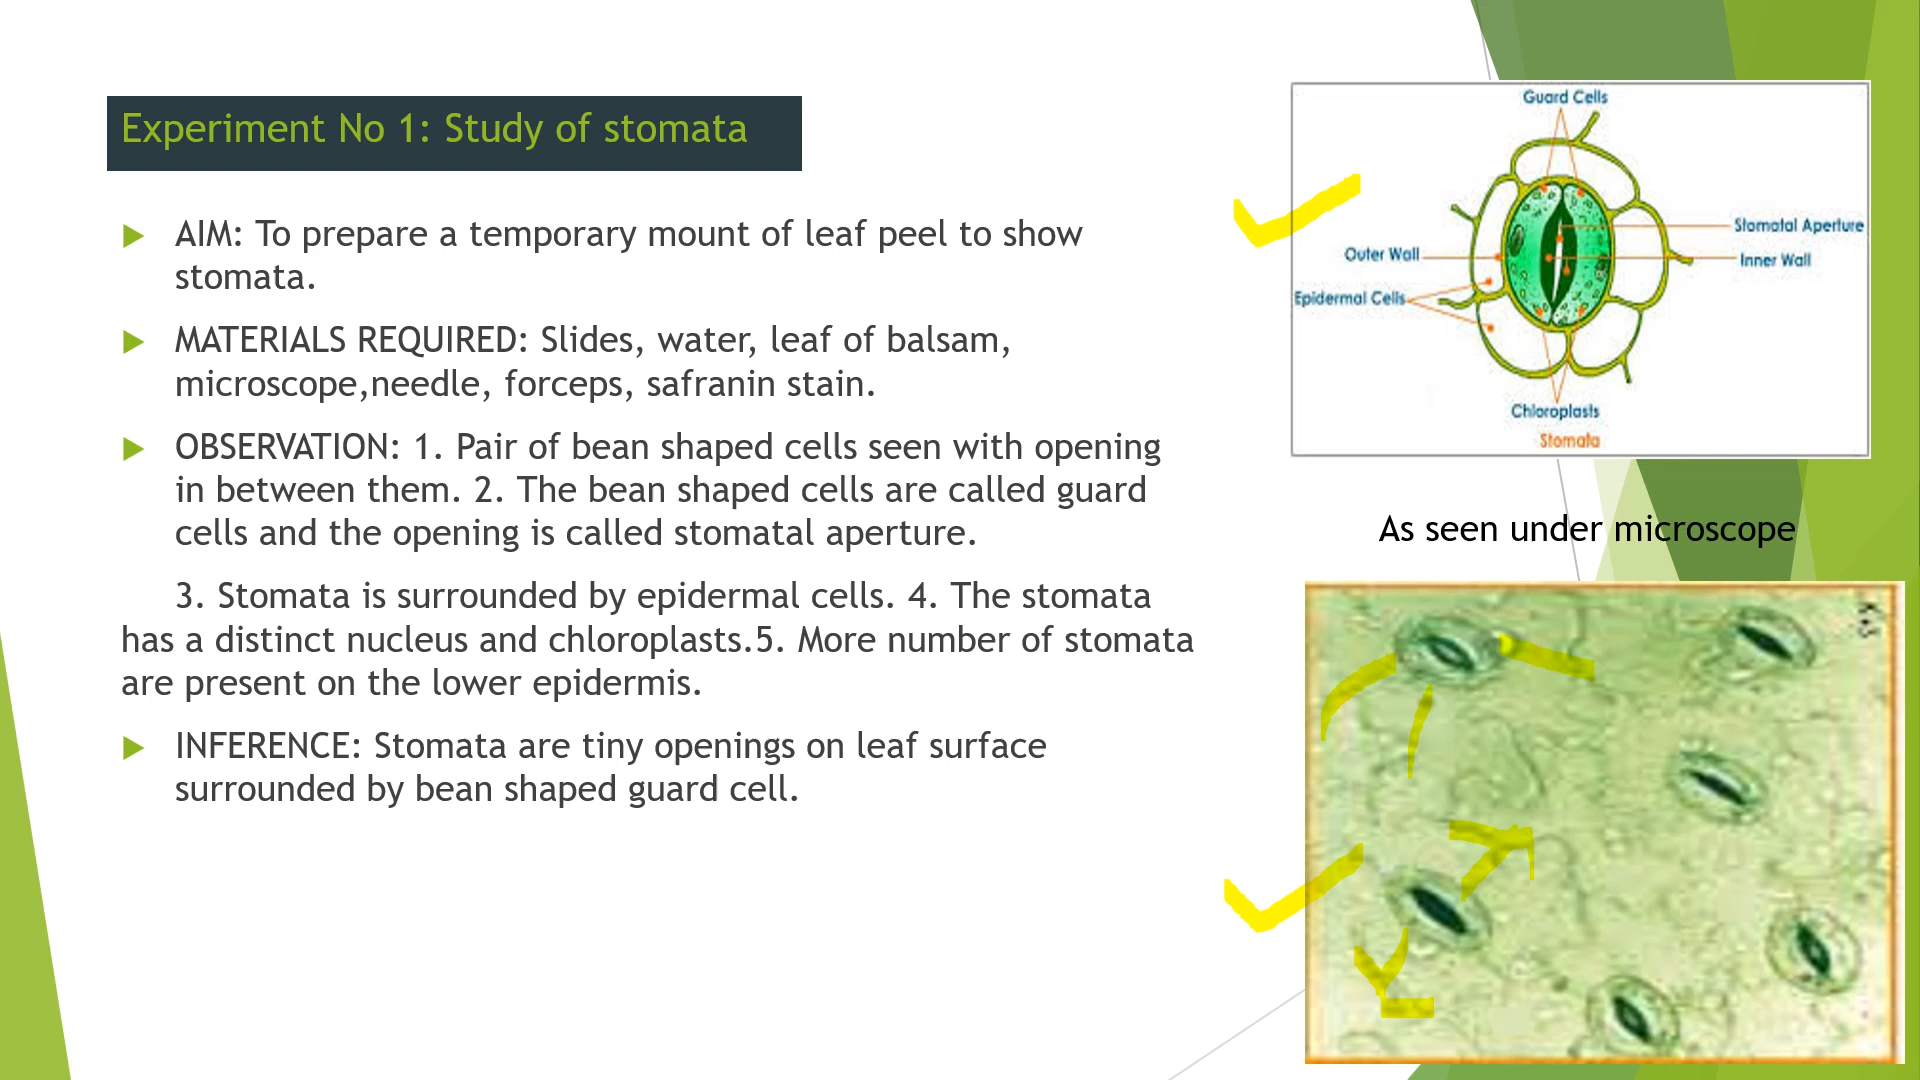 Experiment No 1: Study of stomata
AIM: To prepare a temporary mount of leaf peel to show
stomata.
MATERIALS REQUIRED: Slides, water, leaf of balsam,
microscope,needle, forceps, safranin stain.
OBSERVATION: 1. Pair of bean shaped cells seen with opening
in between them. 2. The bean shaped cells are called guard
cells and the opening is called stomatal aperture.
3. Stomata is surrounded by epidermal cells. 4. The stomata
has a distinct nucleus and chloroplasts.5. More number of stomata
are present on the lower epidermis.
INFERENCE: Stomata are tiny openings on leaf surface
surrounded by bean shaped guard cell.
Guard Cells
Stomatal Aperture
Outer Wall
Inner Wall
Epidermal Cells
Chloroplasts
Stomata
As seen under microscope